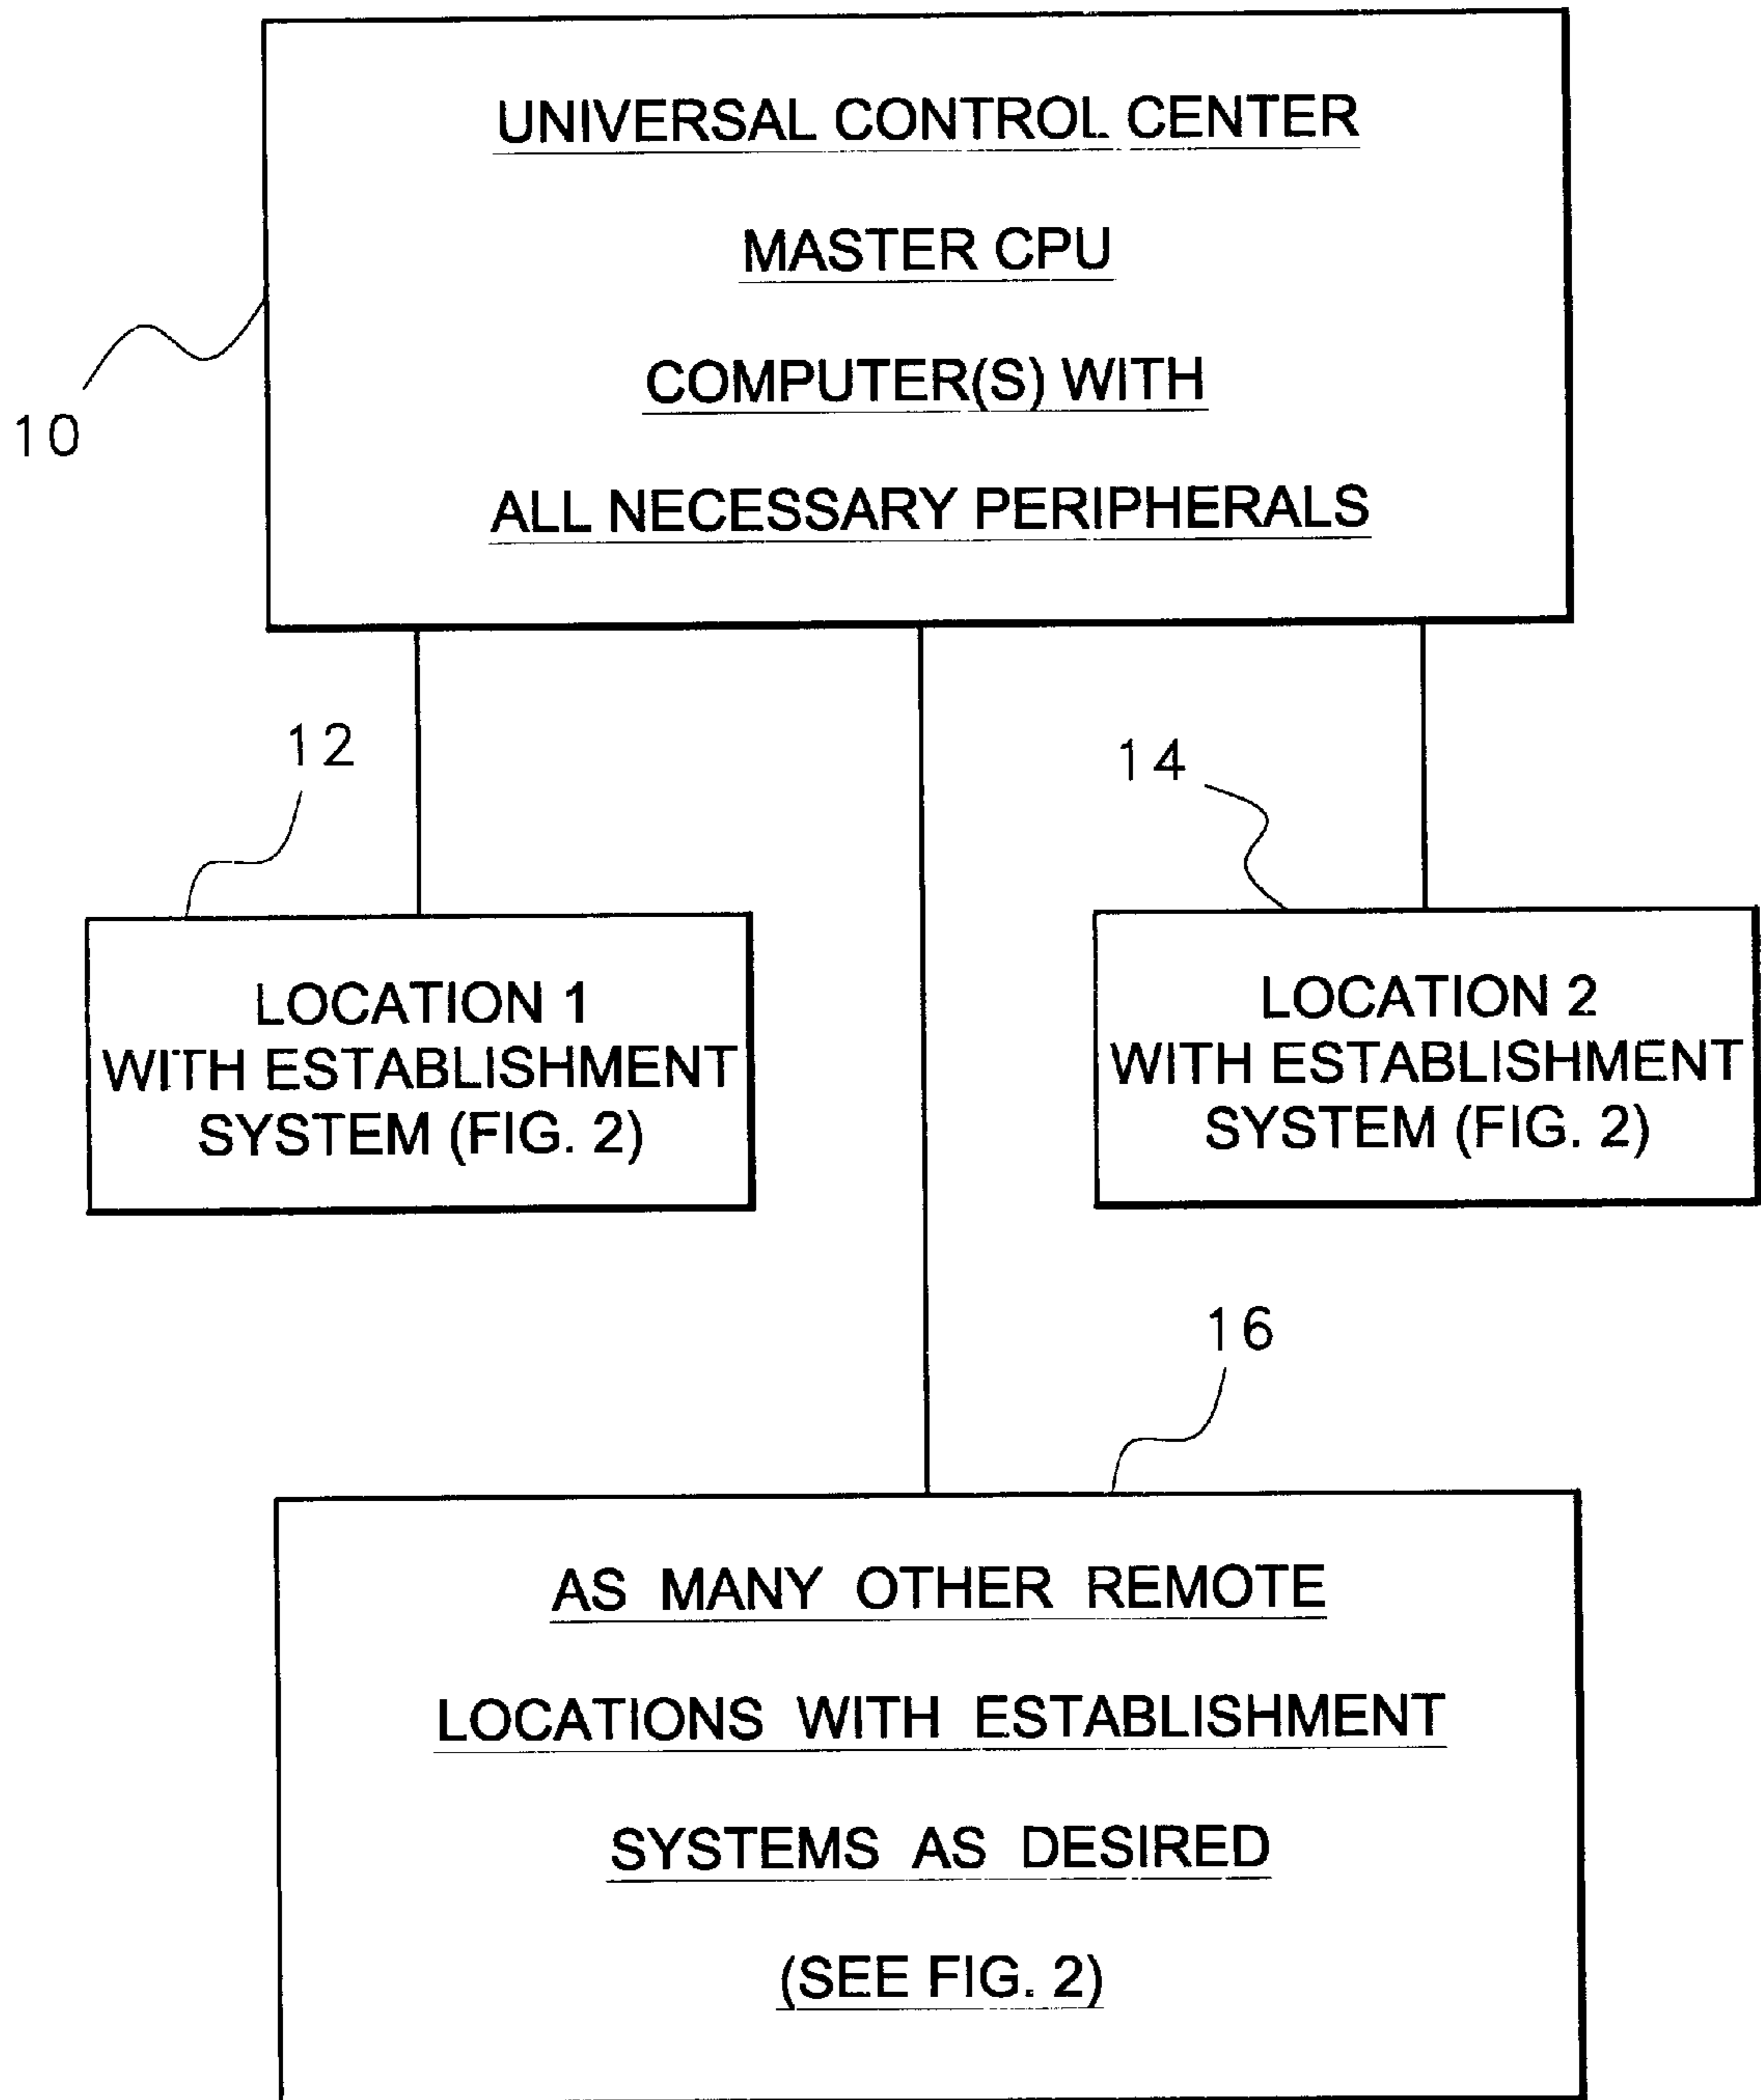 UNIVERSAL CONTROL CENTER
MASTER CPU
COMPUTER(S) WITH
ALL NECESSARY PERIPHERALS
10
12
14
LOCATION 1
WITH ESTABLISHMENT
SYSTEM (FIG. 2)
LOCATION 2
WITH ESTABLISHMENT
SYSTEM (FIG. 2)
16
AS MANY OTHER REMOTE
LOCATIONS WITH ESTABLISHMENT
SYSTEMS AS DESIRED
(SEE FIG. 2)